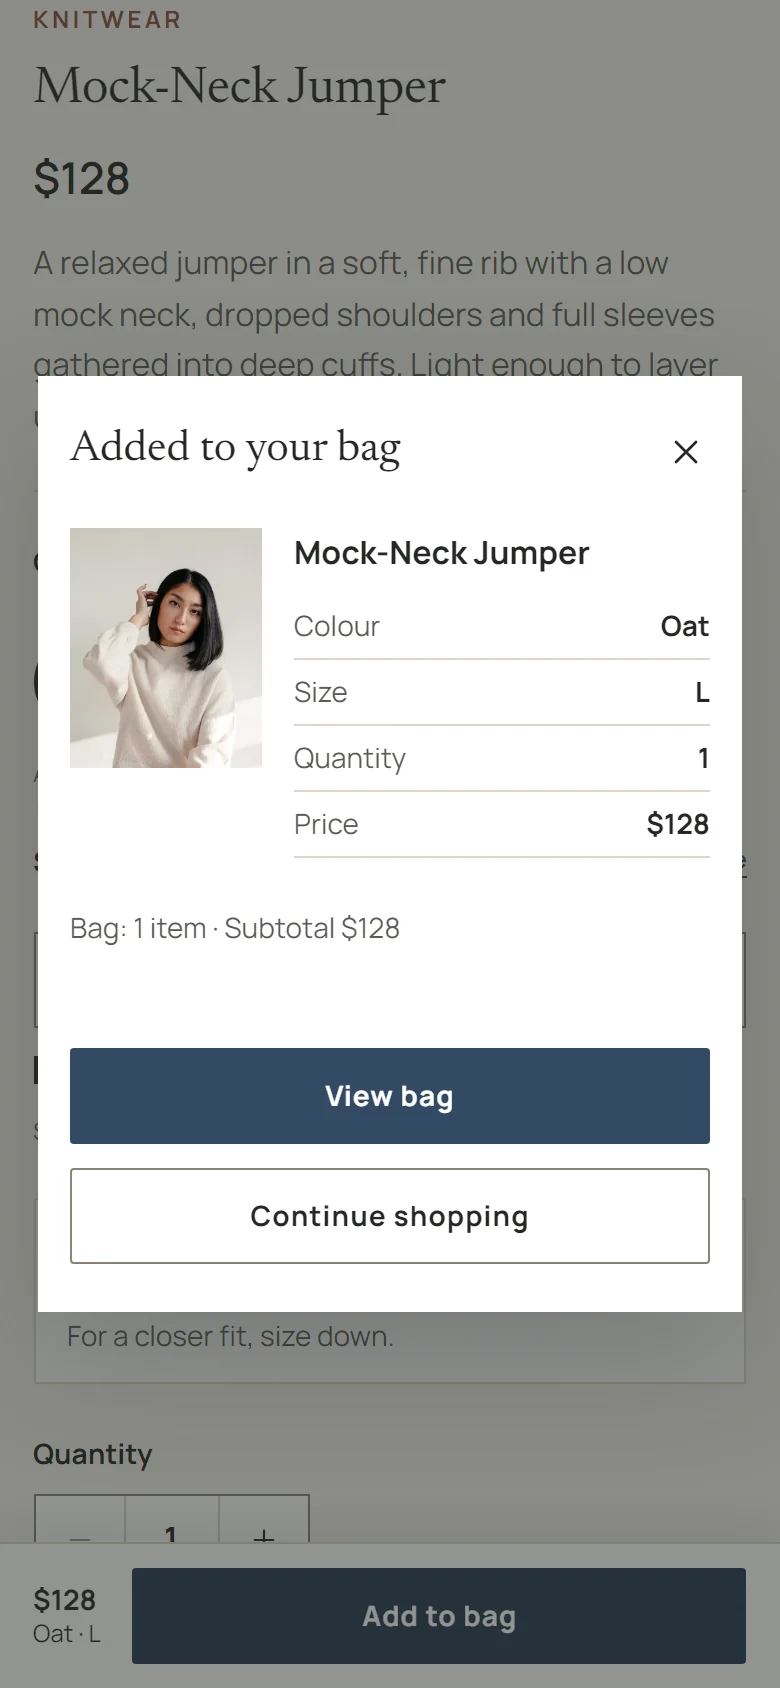 KNITWEAR
Mock-Neck Jumper
$128
A relaxed jumper in a soft, fine rib with a low
mock neck, dropped shoulders and full sleeves
gathered into deep cuffs. Light enough to layer
Added to your bag
Mock-Neck Jumper
Colour Oat
Size L
Quantity 1
Price $128
Bag: 1 item · Subtotal $128
View bag
Continue shopping
For a closer fit, size down.
Quantity
1
$128
Oat · L
Add to bag